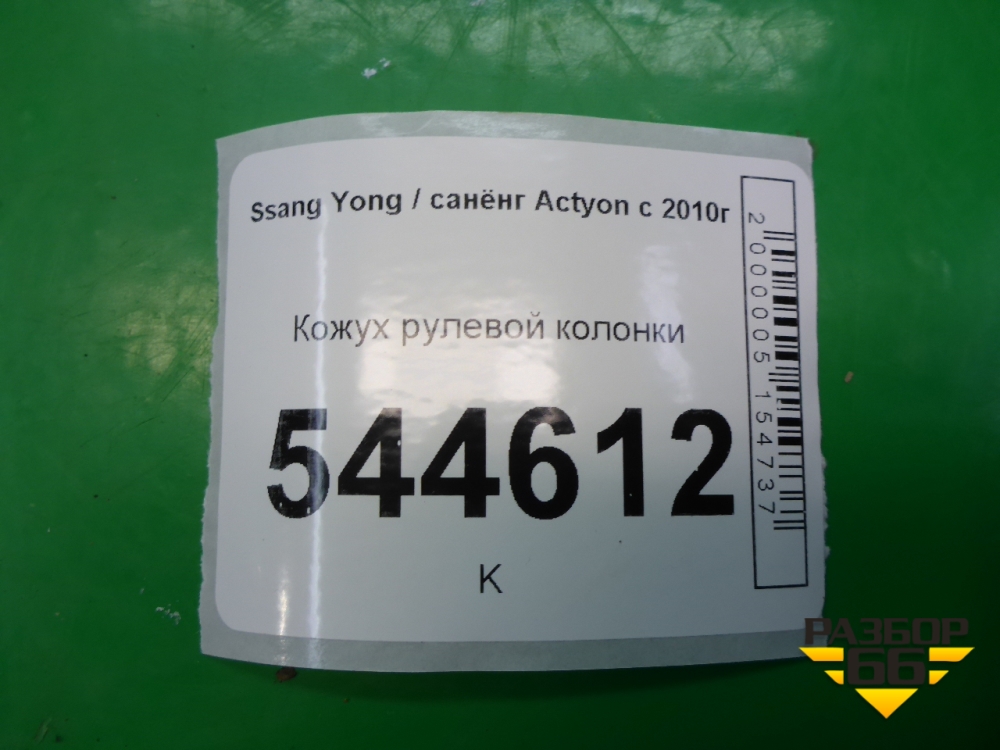 Ssang Yong / санёнг Actyon с 2010г
Кожух рулевой колонки
544612
К
2000005154737
РАЗБОР
66